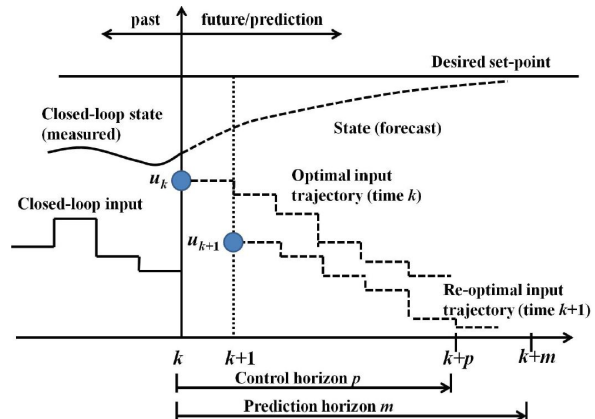 past future/prediction
Desired set-point
Closed-loop state
(measured)
State (forecast)
u_k
Optimal input
trajectory (time k)
Closed-loop input
u_{k+1}
Re-optimal input
trajectory (time k+1)
k k+1 k+p k+m
Control horizon p
Prediction horizon m